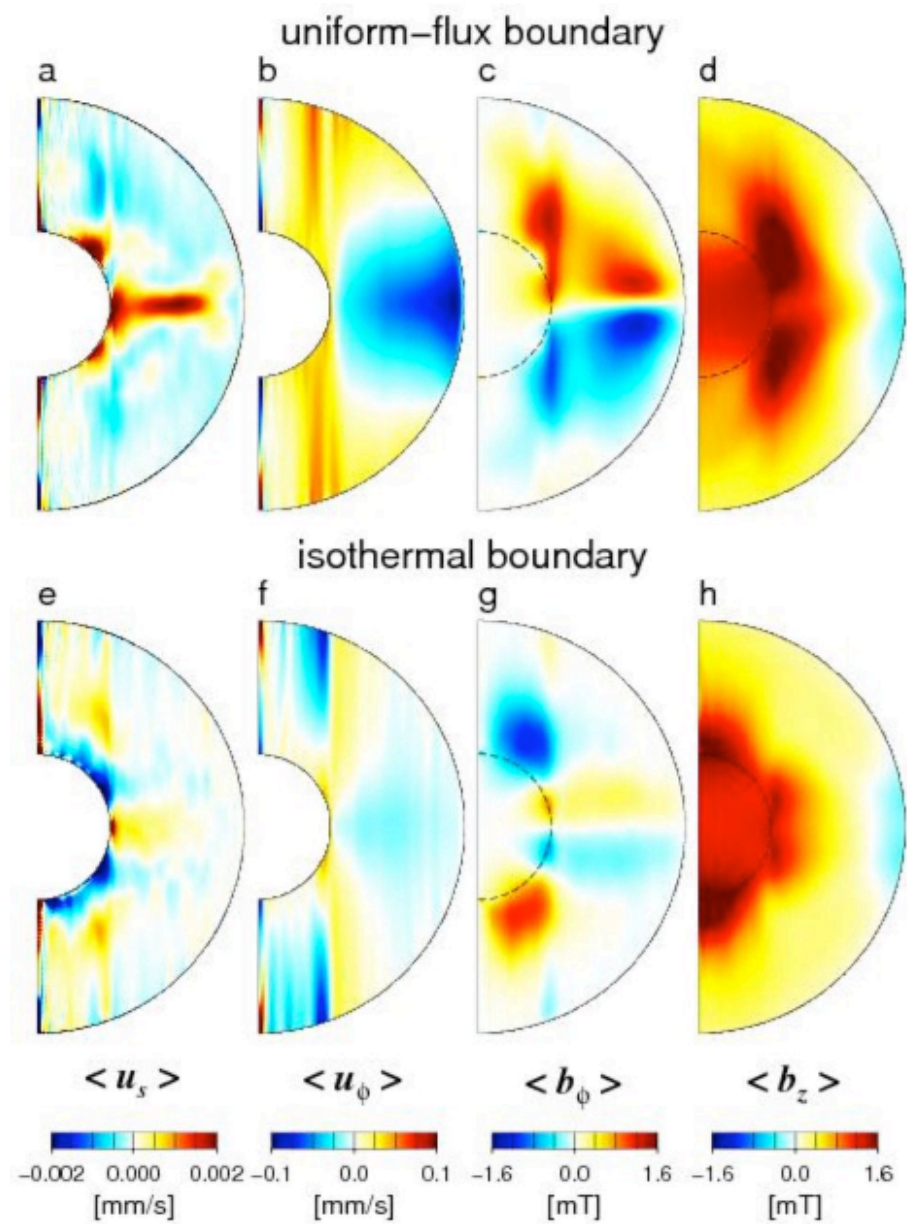 uniform−flux boundary
a b c d
isothermal boundary
e f g h
< u_s > < u_ϕ > < b_ϕ > < b_z >
−0.002 0.000 0.002 −0.1 0.0 0.1 −1.6 0.0 1.6 −1.6 0.0 1.6
[mm/s] [mm/s] [mT] [mT]